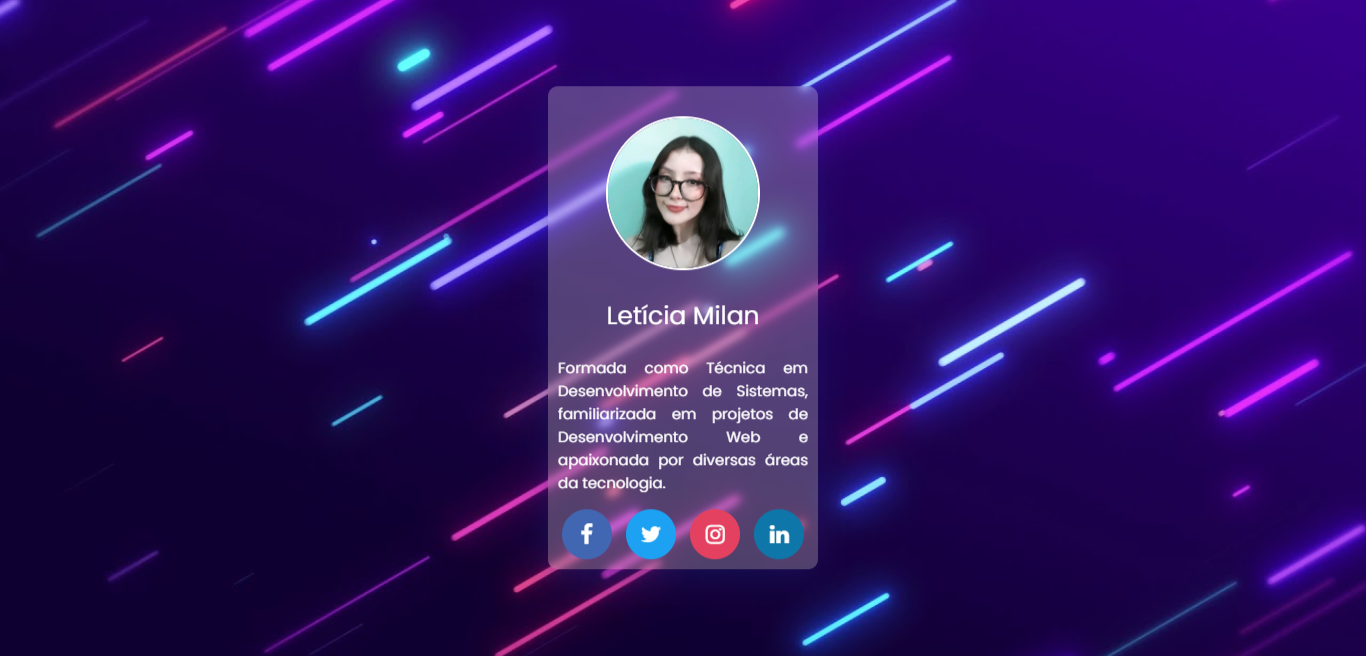 Letícia Milan
Formada como Técnica em
Desenvolvimento de Sistemas,
familiarizada em projetos de
Desenvolvimento Web e
apaixonada por diversas áreas
da tecnologia.